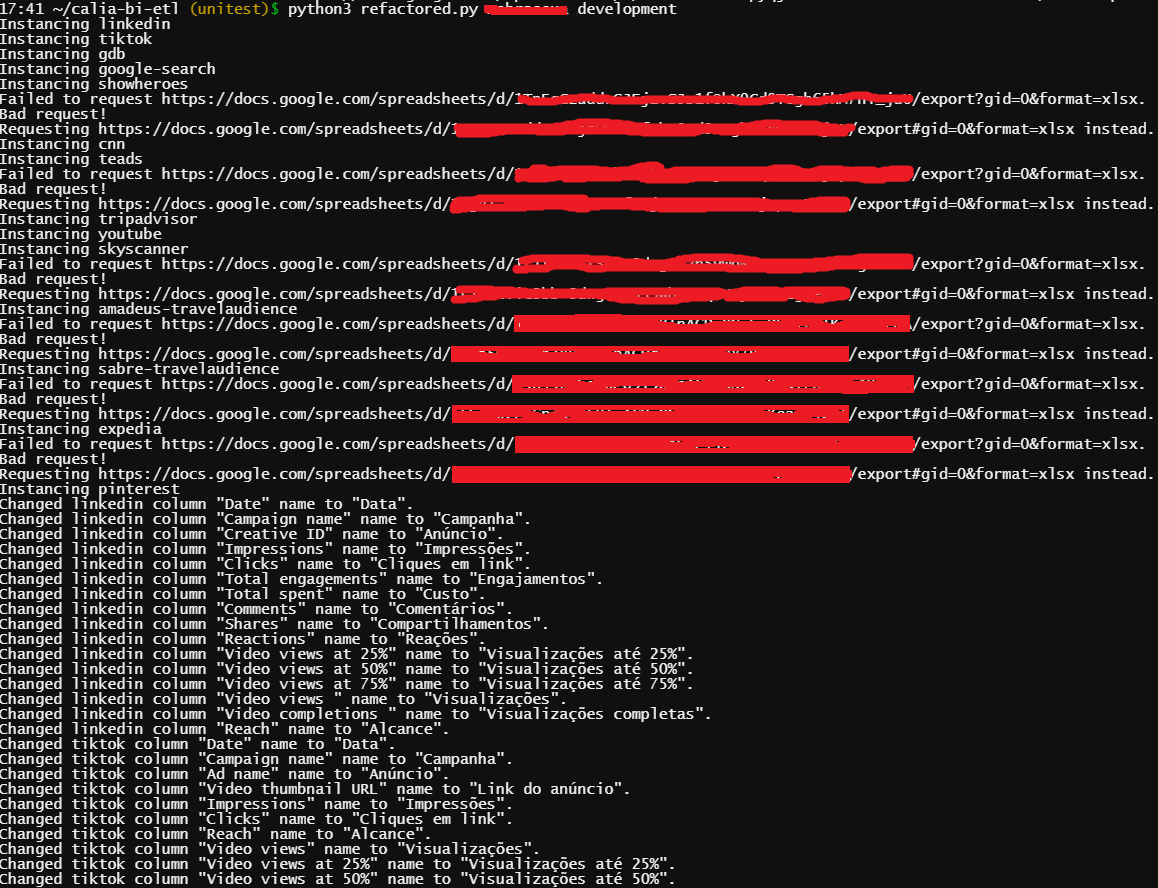 17:41 ~/calia-bi-etl (unitest)$ python3 refactored.py development
Instancing linkedin
Instancing tiktok
Instancing gdb
Instancing google-search
Instancing showheroes
Failed to request https://docs.google.com/spreadsheets/d/ /export?gid=0&format=xlsx.
Bad request!
Requesting https://docs.google.com/spreadsheets/d/ /export#gid=0&format=xlsx instead.
Instancing cnn
Instancing teads
Failed to request https://docs.google.com/spreadsheets/d/ /export?gid=0&format=xlsx.
Bad request!
Requesting https://docs.google.com/spreadsheets/d/ /export#gid=0&format=xlsx instead.
Instancing tripadvisor
Instancing youtube
Instancing skyscanner
Failed to request https://docs.google.com/spreadsheets/d/ /export?gid=0&format=xlsx.
Bad request!
Requesting https://docs.google.com/spreadsheets/d/ /export#gid=0&format=xlsx instead.
Instancing amadeus-travelaudience
Failed to request https://docs.google.com/spreadsheets/d/ /export?gid=0&format=xlsx.
Bad request!
Requesting https://docs.google.com/spreadsheets/d/ /export#gid=0&format=xlsx instead.
Instancing sabre-travelaudience
Failed to request https://docs.google.com/spreadsheets/d/ /export?gid=0&format=xlsx.
Bad request!
Requesting https://docs.google.com/spreadsheets/d/ /export#gid=0&format=xlsx instead.
Instancing expedia
Failed to request https://docs.google.com/spreadsheets/d/ /export?gid=0&format=xlsx.
Bad request!
Requesting https://docs.google.com/spreadsheets/d/ /export#gid=0&format=xlsx instead.
Instancing pinterest
Changed linkedin column "Date" name to "Data".
Changed linkedin column "Campaign name" name to "Campanha".
Changed linkedin column "Creative ID" name to "Anúncio".
Changed linkedin column "Impressions" name to "Impressões".
Changed linkedin column "Clicks" name to "Cliques em link".
Changed linkedin column "Total engagements" name to "Engajamentos".
Changed linkedin column "Total spent" name to "Custo".
Changed linkedin column "Comments" name to "Comentários".
Changed linkedin column "Shares" name to "Compartilhamentos".
Changed linkedin column "Reactions" name to "Reações".
Changed linkedin column "Video views at 25%" name to "Visualizações até 25%".
Changed linkedin column "Video views at 50%" name to "Visualizações até 50%".
Changed linkedin column "Video views at 75%" name to "Visualizações até 75%".
Changed linkedin column "Video views " name to "Visualizações".
Changed linkedin column "Video completions " name to "Visualizações completas".
Changed linkedin column "Reach" name to "Alcance".
Changed tiktok column "Date" name to "Data".
Changed tiktok column "Campaign name" name to "Campanha".
Changed tiktok column "Ad name" name to "Anúncio".
Changed tiktok column "Video thumbnail URL" name to "Link do anúncio".
Changed tiktok column "Impressions" name to "Impressões".
Changed tiktok column "Clicks" name to "Cliques em link".
Changed tiktok column "Reach" name to "Alcance".
Changed tiktok column "Video views" name to "Visualizações".
Changed tiktok column "Video views at 25%" name to "Visualizações até 25%".
Changed tiktok column "Video views at 50%" name to "Visualizações até 50%".